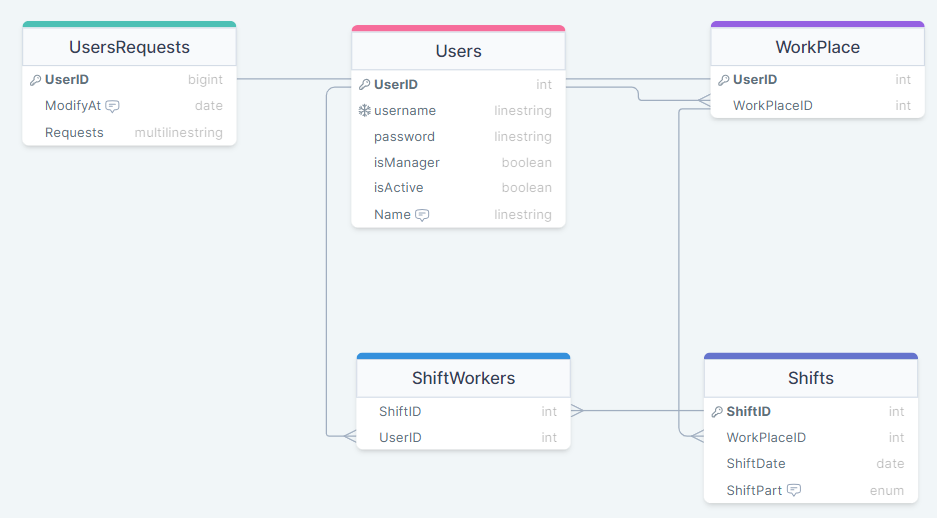 UsersRequests
UserID bigint
ModifyAt date
Requests multilinestring
Users
UserID int
username linestring
password linestring
isManager boolean
isActive boolean
Name linestring
WorkPlace
UserID int
WorkPlaceID int
ShiftWorkers
ShiftID int
UserID int
Shifts
ShiftID int
WorkPlaceID int
ShiftDate date
ShiftPart enum